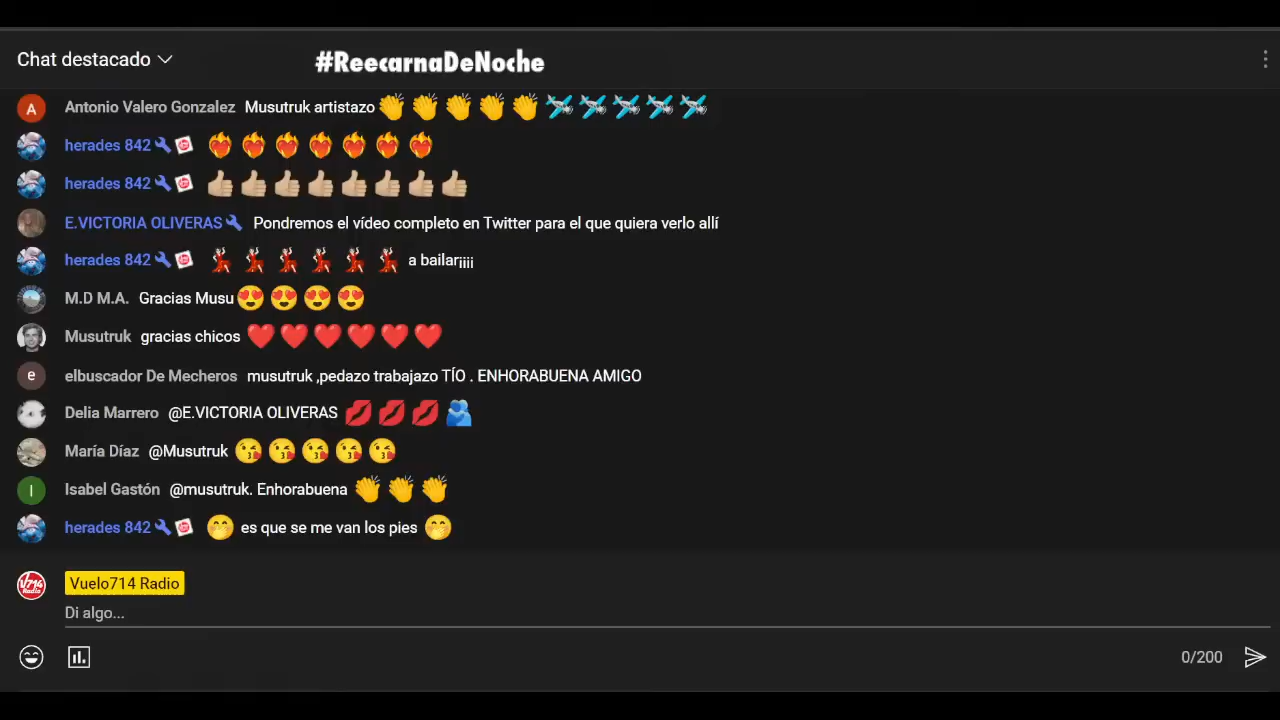 Chat destacado #ReecarnaDeNoche
Antonio Valero Gonzalez Musutruk artistazo 👏👏👏👏👏🛩️🛩️🛩️🛩️🛩️
herades 842 ❤️‍🔥❤️‍🔥❤️‍🔥❤️‍🔥❤️‍🔥❤️‍🔥❤️‍🔥
herades 842 👍🏼👍🏼👍🏼👍🏼👍🏼👍🏼👍🏼👍🏼
E.VICTORIA OLIVERAS Pondremos el vídeo completo en Twitter para el que quiera verlo allí
herades 842 💃🏻💃🏻💃🏻💃🏻💃🏻💃🏻 a bailar¡¡¡¡
M.D M.A. Gracias Musu😍😍😍😍
Musutruk gracias chicos ❤️❤️❤️❤️❤️❤️
elbuscador De Mecheros musutruk ,pedazo trabajazo TÍO . ENHORABUENA AMIGO
Delia Marrero @E.VICTORIA OLIVERAS 💋💋💋🫂
María Díaz @Musutruk 😘😘😘😘😘
Isabel Gastón @musutruk. Enhorabuena 👏👏👏
herades 842 🤭 es que se me van los pies 🤭
Vuelo714 Radio
Di algo...
0/200